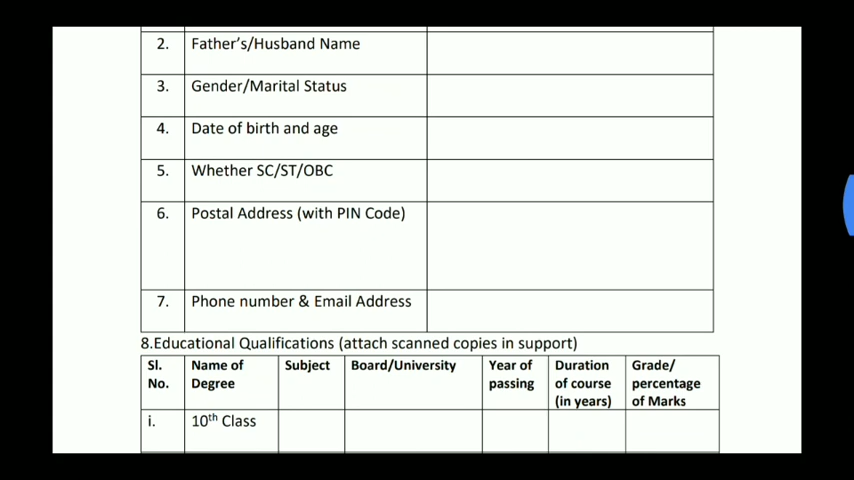 2. Father's/Husband Name
3. Gender/Marital Status
4. Date of birth and age
5. Whether SC/ST/OBC
6. Postal Address (with PIN Code)
7. Phone number & Email Address
8.Educational Qualifications (attach scanned copies in support)
Sl. No. Name of Degree Subject Board/University Year of passing Duration of course (in years) Grade/ percentage of Marks
i. 10th Class